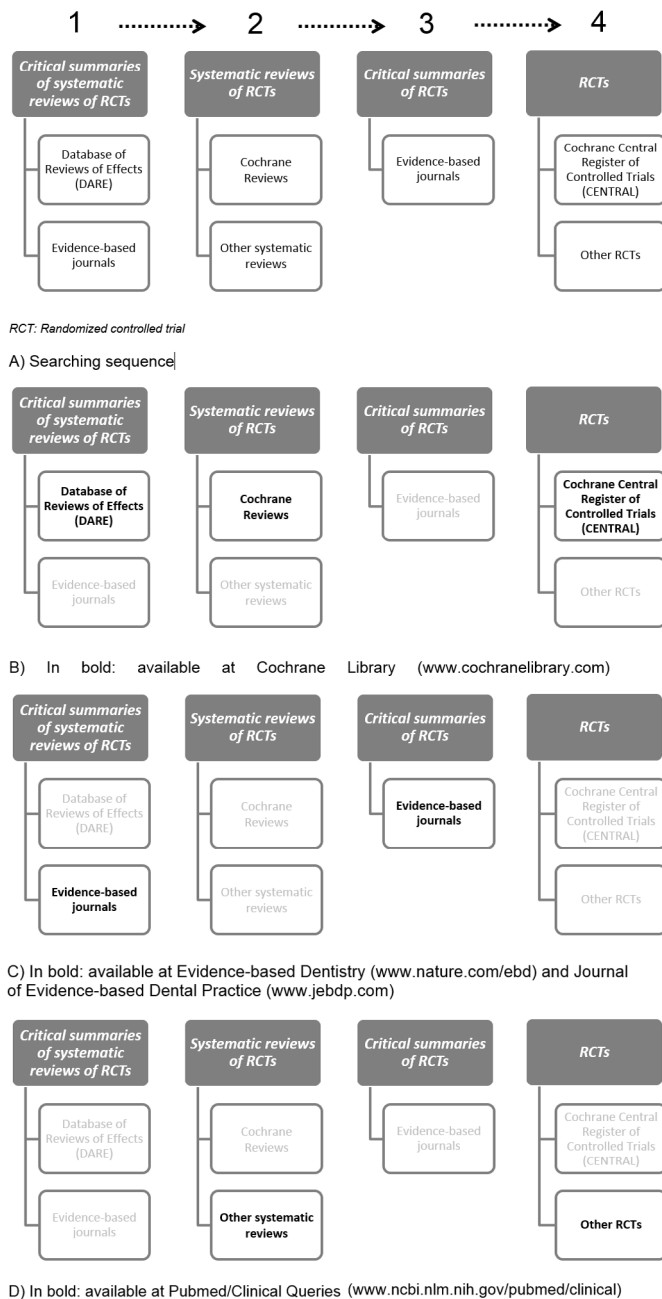 1 2 3 4
Critical summaries
of systematic
reviews of RCTs
Database of
Reviews of Effects
(DARE)
Evidence-based
journals
Systematic reviews
of RCTs
Cochrane
Reviews
Other systematic
reviews
Critical summaries
of RCTs
Evidence-based
journals
RCTs
Cochrane Central
Register of
Controlled Trials
(CENTRAL)
Other RCTs
RCT: Randomized controlled trial
A) Searching sequence
Critical summaries
of systematic
reviews of RCTs
Database of
Reviews of Effects
(DARE)
Evidence-based
journals
Systematic reviews
of RCTs
Cochrane
Reviews
Other systematic
reviews
Critical summaries
of RCTs
Evidence-based
journals
RCTs
Cochrane Central
Register of
Controlled Trials
(CENTRAL)
Other RCTs
B) In bold: available at Cochrane Library (www.cochranelibrary.com)
Critical summaries
of systematic
reviews of RCTs
Database of
Reviews of Effects
(DARE)
Evidence-based
journals
Systematic reviews
of RCTs
Cochrane
Reviews
Other systematic
reviews
Critical summaries
of RCTs
Evidence-based
journals
RCTs
Cochrane Central
Register of
Controlled Trials
(CENTRAL)
Other RCTs
C) In bold: available at Evidence-based Dentistry (www.nature.com/ebd) and Journal
of Evidence-based Dental Practice (www.jebdp.com)
Critical summaries
of systematic
reviews of RCTs
Database of
Reviews of Effects
(DARE)
Evidence-based
journals
Systematic reviews
of RCTs
Cochrane
Reviews
Other systematic
reviews
Critical summaries
of RCTs
Evidence-based
journals
RCTs
Cochrane Central
Register of
Controlled Trials
(CENTRAL)
Other RCTs
D) In bold: available at Pubmed/Clinical Queries (www.ncbi.nlm.nih.gov/pubmed/clinical)